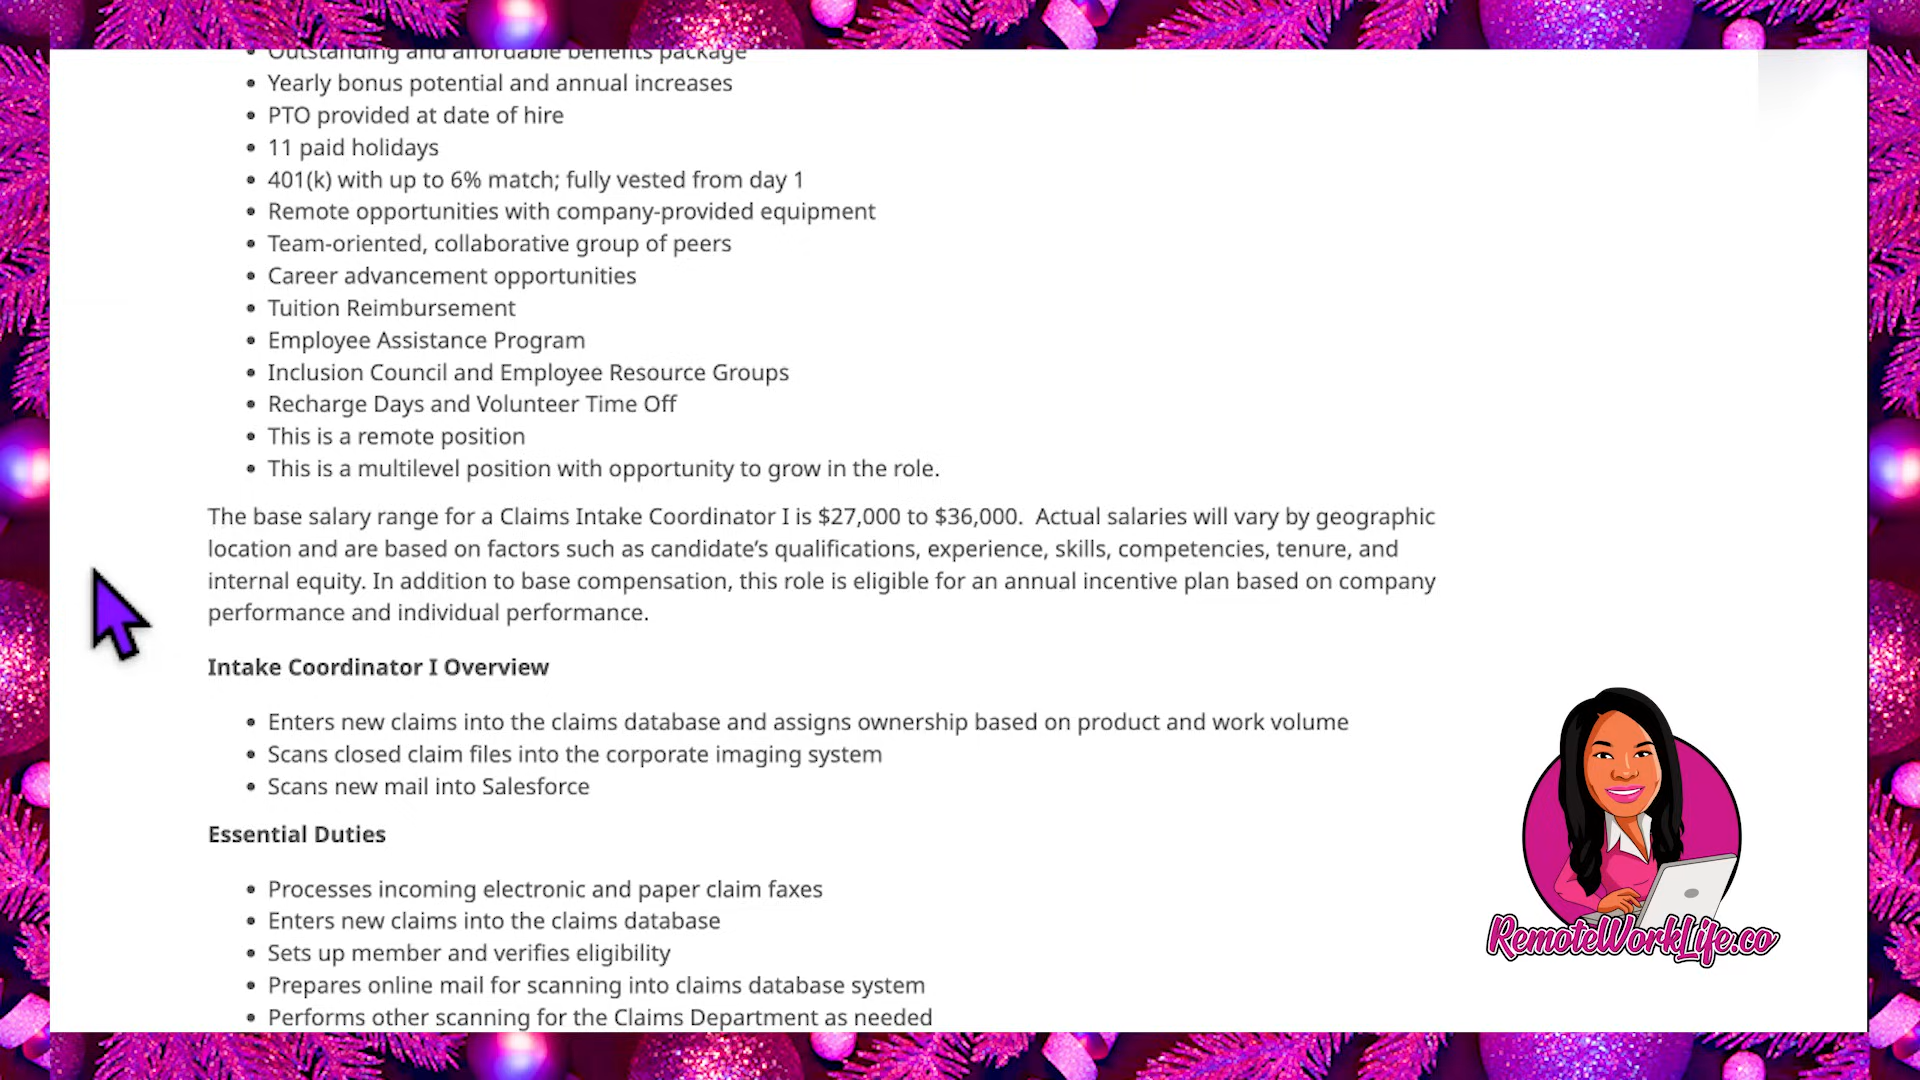 Outstanding and affordable benefits package
• Yearly bonus potential and annual increases
• PTO provided at date of hire
• 11 paid holidays
• 401(k) with up to 6% match; fully vested from day 1
• Remote opportunities with company-provided equipment
• Team-oriented, collaborative group of peers
• Career advancement opportunities
• Tuition Reimbursement
• Employee Assistance Program
• Inclusion Council and Employee Resource Groups
• Recharge Days and Volunteer Time Off
• This is a remote position
• This is a multilevel position with opportunity to grow in the role.
The base salary range for a Claims Intake Coordinator I is $27,000 to $36,000.  Actual salaries will vary by geographic
location and are based on factors such as candidate’s qualifications, experience, skills, competencies, tenure, and
internal equity. In addition to base compensation, this role is eligible for an annual incentive plan based on company
performance and individual performance.
Intake Coordinator I Overview
• Enters new claims into the claims database and assigns ownership based on product and work volume
• Scans closed claim files into the corporate imaging system
• Scans new mail into Salesforce
Essential Duties
• Processes incoming electronic and paper claim faxes
• Enters new claims into the claims database
• Sets up member and verifies eligibility
• Prepares online mail for scanning into claims database system
• Performs other scanning for the Claims Department as needed
RemoteWorkLife.co